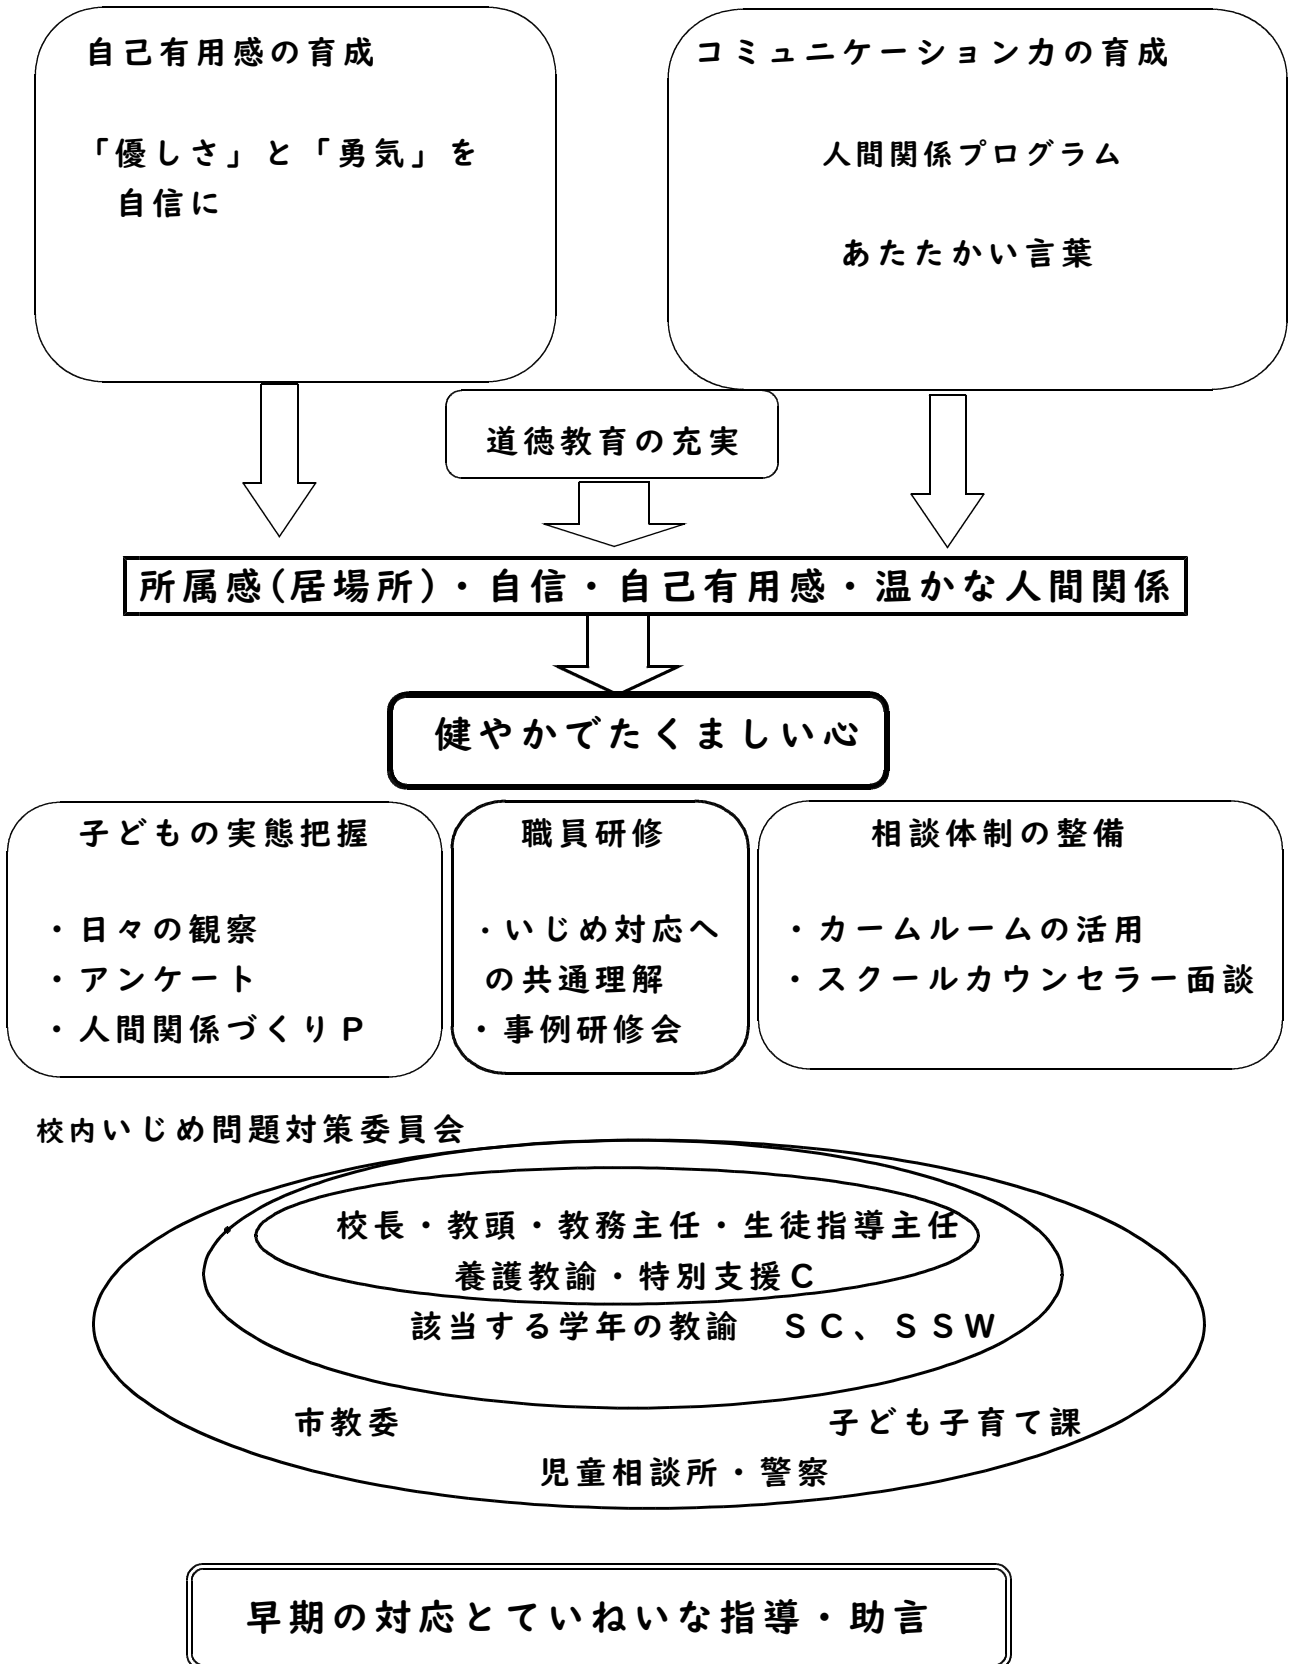 自己有用感の育成
「優しさ」と「勇気」を
自信に
コミュニケーション力の育成
人間関係プログラム
あたたかい言葉
道徳教育の充実
所属感(居場所)・自信・自己有用感・温かな人間関係
健やかでたくましい心
子どもの実態把握
・日々の観察
・アンケート
・人間関係づくりP
職員研修
・いじめ対応へ
の共通理解
・事例研修会
相談体制の整備
・カームルームの活用
・スクールカウンセラー面談
校内いじめ問題対策委員会
校長・教頭・教務主任・生徒指導主任
養護教諭・特別支援C
該当する学年の教諭　SC、SSW
市教委
子ども子育て課
児童相談所・警察
早期の対応とていねいな指導・助言